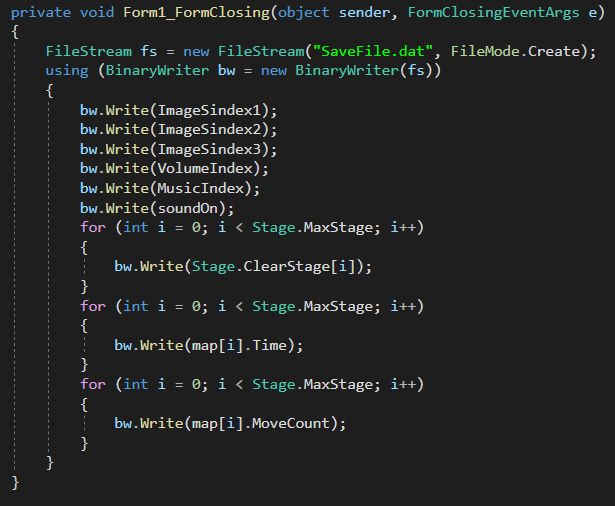 private void Form1_FormClosing(object sender, FormClosingEventArgs e)
{
    FileStream fs = new FileStream("SaveFile.dat", FileMode.Create);
    using (BinaryWriter bw = new BinaryWriter(fs))
    {
        bw.Write(ImageSindex1);
        bw.Write(ImageSindex2);
        bw.Write(ImageSindex3);
        bw.Write(VolumeIndex);
        bw.Write(MusicIndex);
        bw.Write(soundOn);
        for (int i = 0; i < Stage.MaxStage; i++)
        {
            bw.Write(Stage.ClearStage[i]);
        }
        for (int i = 0; i < Stage.MaxStage; i++)
        {
            bw.Write(map[i].Time);
        }
        for (int i = 0; i < Stage.MaxStage; i++)
        {
            bw.Write(map[i].MoveCount);
        }
    }
}